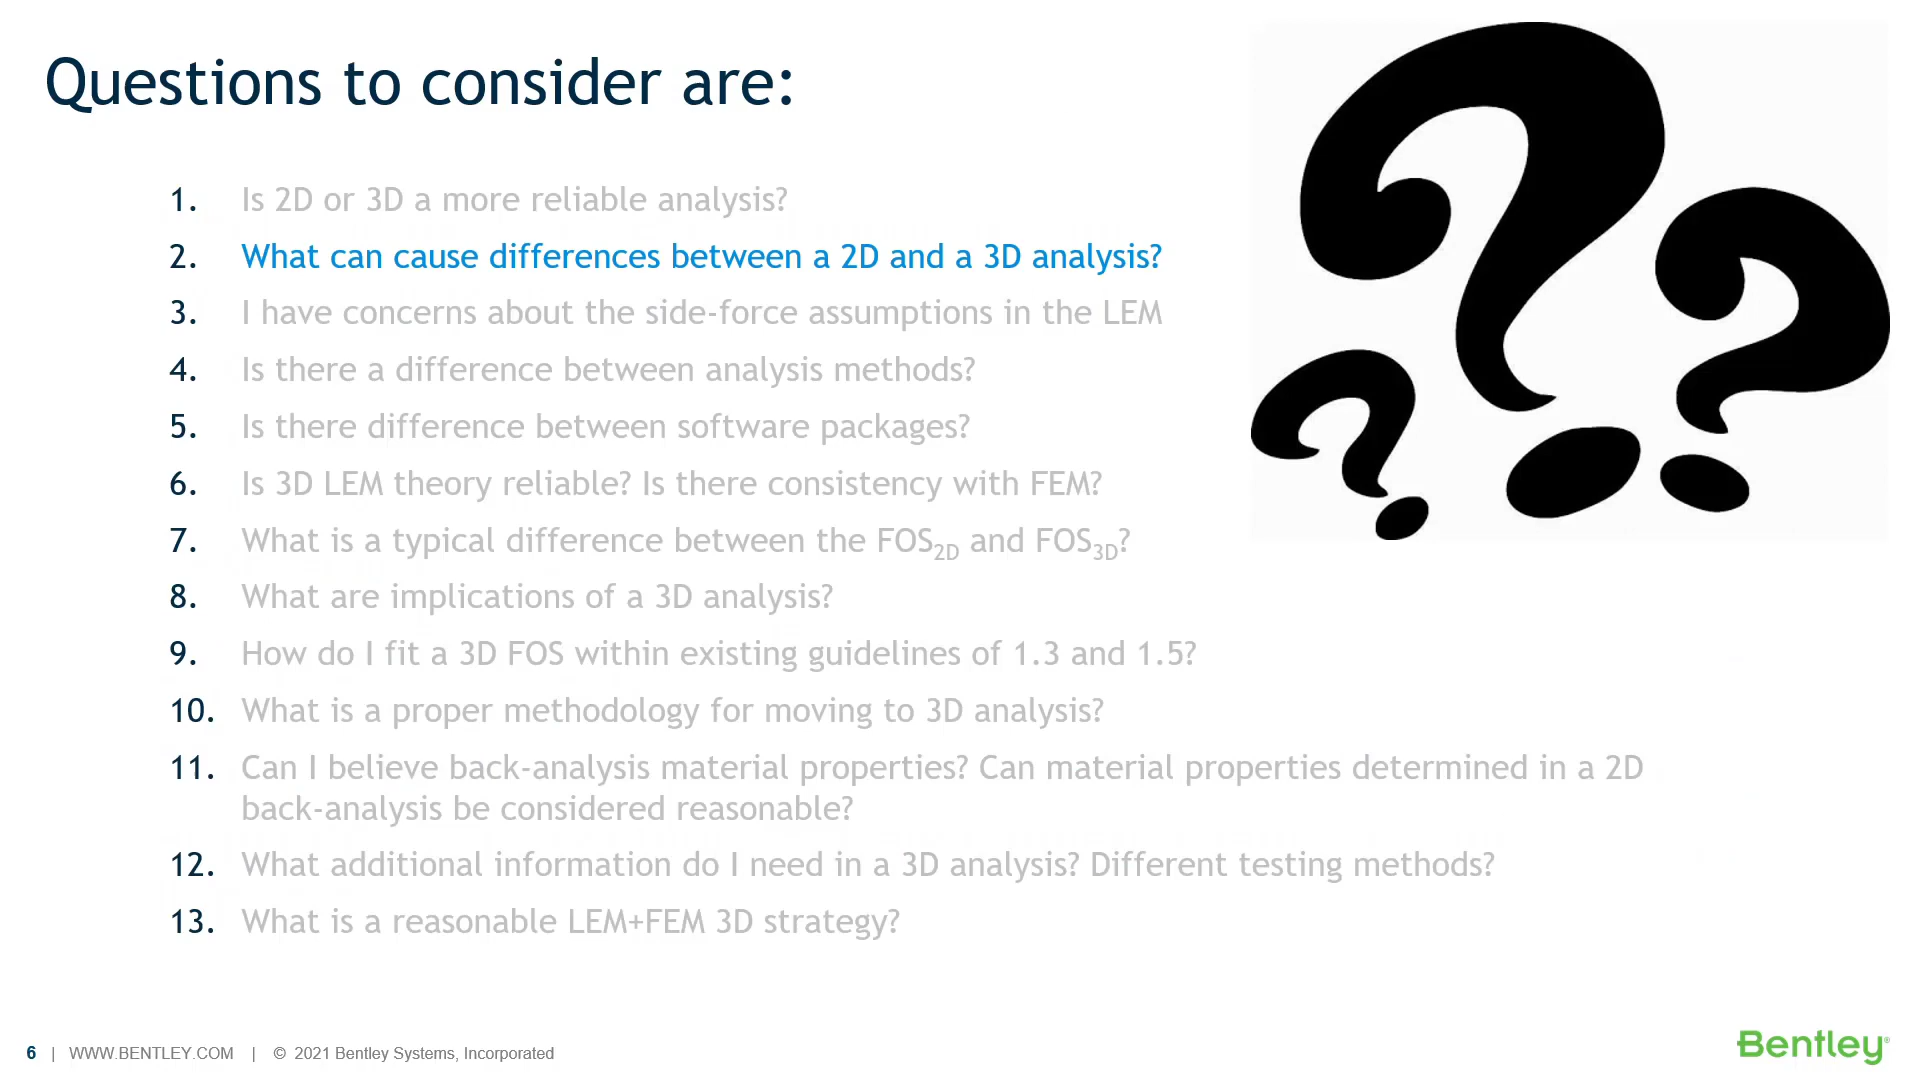 Questions to consider are:
1. Is 2D or 3D a more reliable analysis?
2. What can cause differences between a 2D and a 3D analysis?
3. I have concerns about the side-force assumptions in the LEM
4. Is there a difference between analysis methods?
5. Is there difference between software packages?
6. Is 3D LEM theory reliable? Is there consistency with FEM?
7. What is a typical difference between the FOS2D and FOS3D?
8. What are implications of a 3D analysis?
9. How do I fit a 3D FOS within existing guidelines of 1.3 and 1.5?
10. What is a proper methodology for moving to 3D analysis?
11. Can I believe back-analysis material properties? Can material properties determined in a 2D
back-analysis be considered reasonable?
12. What additional information do I need in a 3D analysis? Different testing methods?
13. What is a reasonable LEM+FEM 3D strategy?
6 | WWW.BENTLEY.COM | © 2021 Bentley Systems, Incorporated
Bentley®